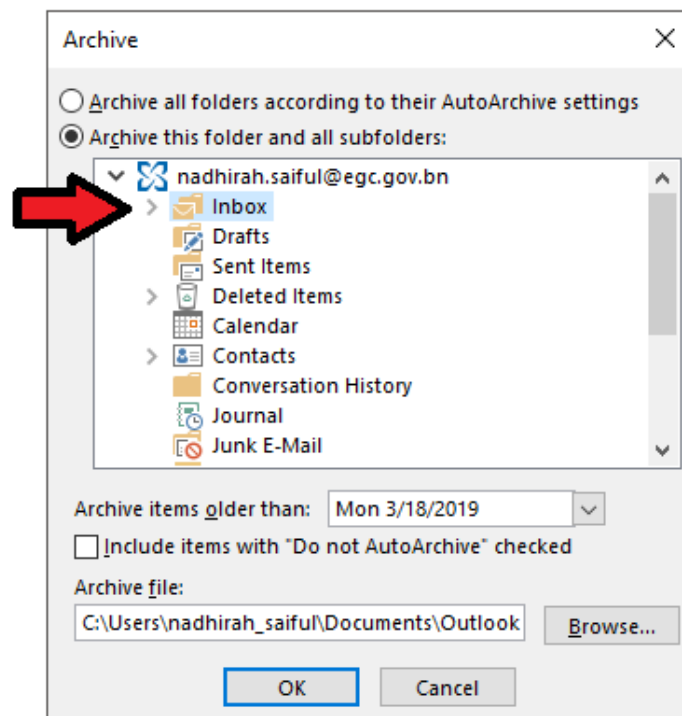 Archive
Archive all folders according to their AutoArchive settings
Archive this folder and all subfolders:
nadhirah.saiful@egc.gov.bn
Inbox
Drafts
Sent Items
Deleted Items
Calendar
Contacts
Conversation History
Journal
Junk E-Mail
Archive items older than: Mon 3/18/2019
Include items with "Do not AutoArchive" checked
Archive file:
C:\Users\nadhirah_saiful\Documents\Outlook Browse...
OK Cancel